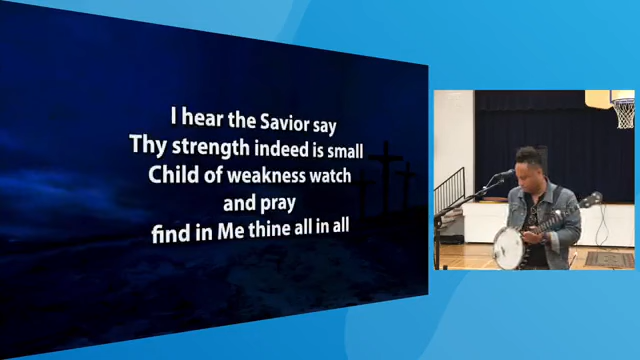 I hear the Savior say
Thy strength indeed is small
Child of weakness watch
and pray
find in Me thine all in all